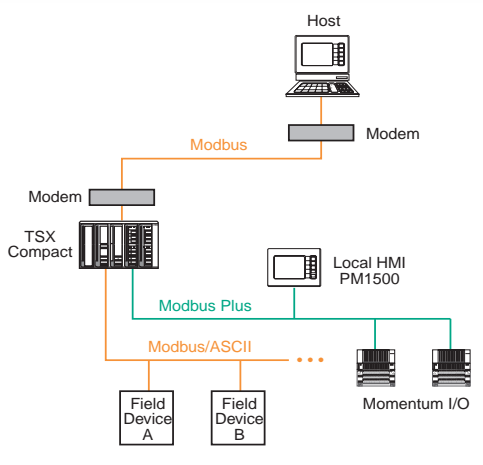 Host
Modem
Modbus
Modem
TSX
Compact
Local HMI
PM1500
Modbus Plus
Modbus/ASCII
Field
Device
A
Field
Device
B
Momentum I/O